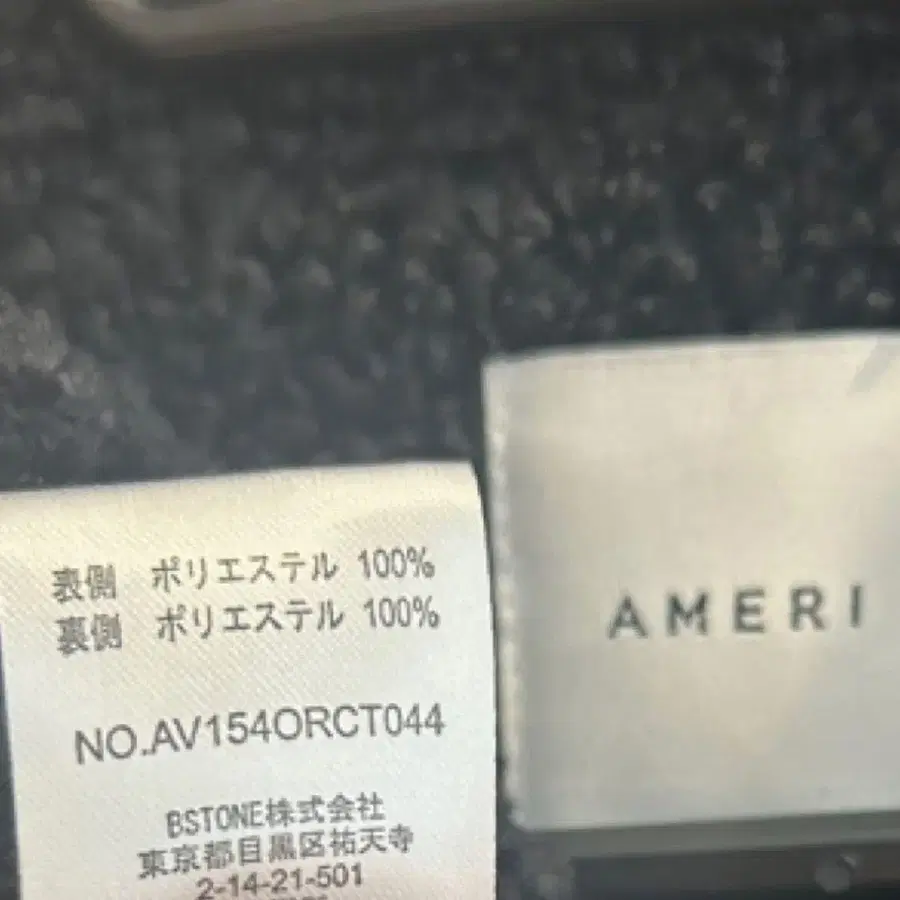 表側 ポリエステル 100%
裏側 ポリエステル 100%
NO.AV154ORCT044
BSTONE株式会社
東京都目黒区祐天寺
2-14-21-501
AMERI